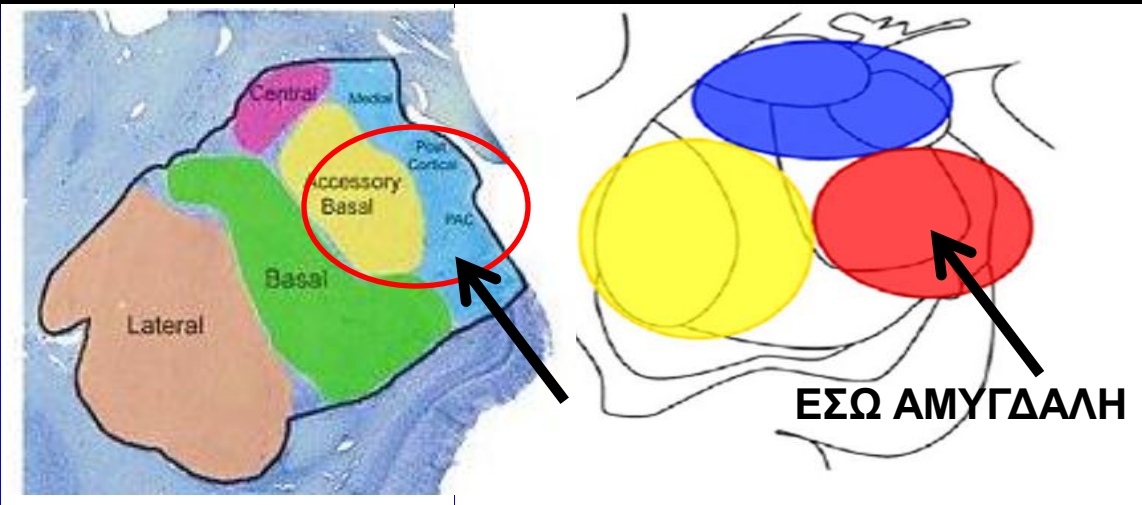 Central
Medial
Post
Cortical
Accessory
Basal
PAC
Basal
Lateral
ΕΣΩ ΑΜΥΓΔΑΛΗ